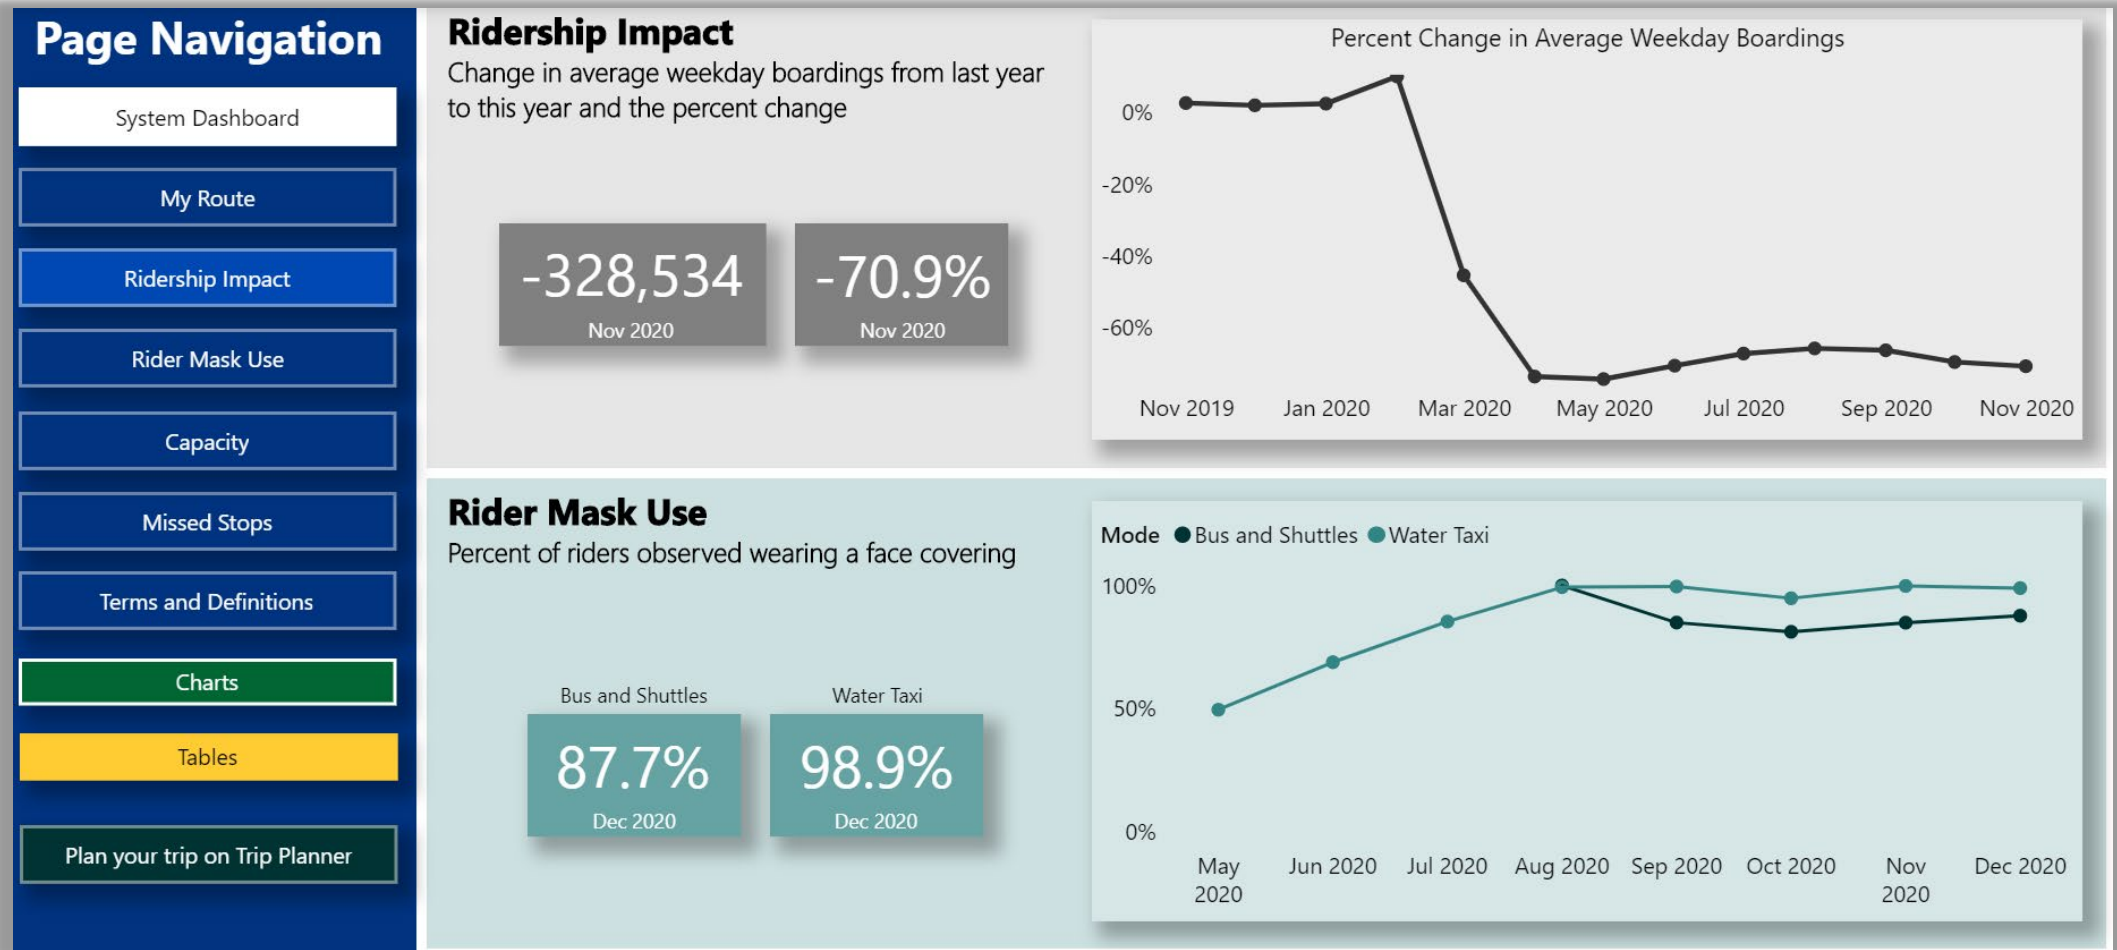 Page Navigation
System Dashboard
My Route
Ridership Impact
Rider Mask Use
Capacity
Missed Stops
Terms and Definitions
Charts
Tables
Plan your trip on Trip Planner
Ridership Impact
Change in average weekday boardings from last year
to this year and the percent change
-328,534
Nov 2020
-70.9%
Nov 2020
Percent Change in Average Weekday Boardings
0%
-20%
-40%
-60%
Nov 2019 Jan 2020 Mar 2020 May 2020 Jul 2020 Sep 2020 Nov 2020
Rider Mask Use
Percent of riders observed wearing a face covering
Bus and Shuttles
87.7%
Dec 2020
Water Taxi
98.9%
Dec 2020
Mode Bus and Shuttles Water Taxi
100%
50%
0%
May Jun 2020 Jul 2020 Aug 2020 Sep 2020 Oct 2020 Nov Dec 2020
2020 2020